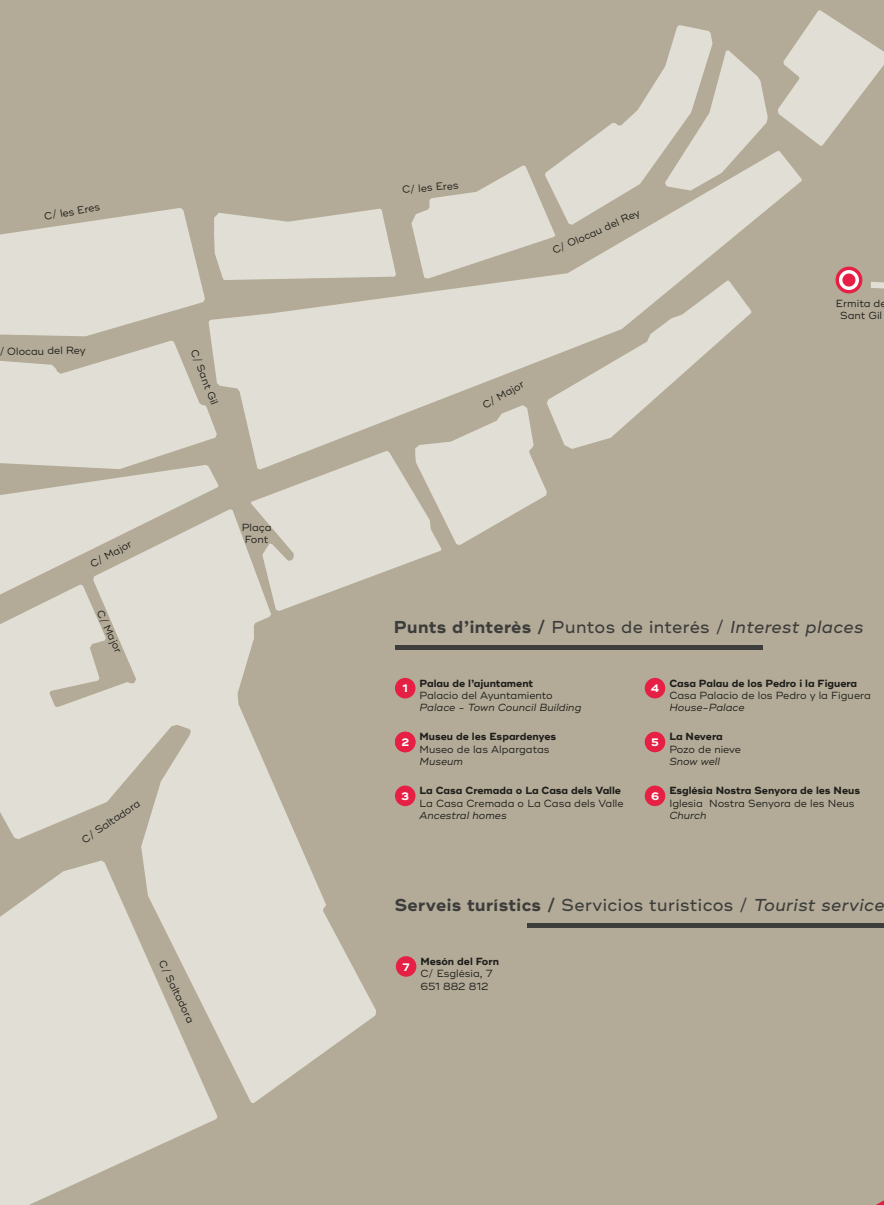 C/ les Eres
C/ les Eres
C/ Olocau del Rey
Ermita de
Sant Gil
/ Olocau del Rey
C/ Sant Gil
C/ Major
Plaça
Font
C/ Major
C/ Major
Punts d’interès / Puntos de interés / Interest places
1 Palau de l’ajuntament
Palacio del Ayuntamiento
Palace - Town Council Building
2 Museu de les Espardenyes
Museo de las Alpargatas
Museum
3 La Casa Cremada o La Casa dels Valle
La Casa Cremada o La Casa dels Valle
Ancestral homes
4 Casa Palau de los Pedro i la Figuera
Casa Palacio de los Pedro y la Figuera
House-Palace
5 La Nevera
Pozo de nieve
Snow well
6 Església Nostra Senyora de les Neus
Iglesia Nostra Senyora de les Neus
Church
C/ Saltadora
Serveis turístics / Servicios turísticos / Tourist service
7 Mesón del Forn
C/ Església, 7
651 882 812
C/ Saltadora